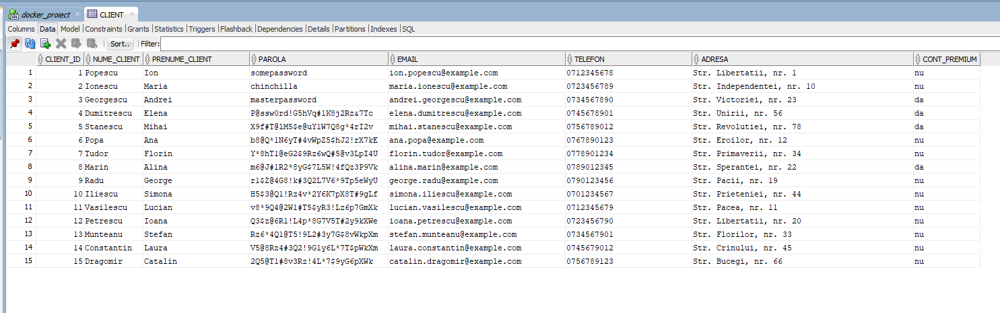 docker_proiect × CLIENT ×
Columns Data Model Constraints Grants Statistics Triggers Flashback Dependencies Details Partitions Indexes SQL
Sort.. Filter:
CLIENT_ID NUME_CLIENT PRENUME_CLIENT PAROLA EMAIL TELEFON ADRESA CONT_PREMIUM
1 1 Popescu Ion somepassword ion.popescu@example.com 0712345678 Str. Libertatii, nr. 1 nu
2 2 Ionescu Maria chinchilla maria.ionescu@example.com 0723456789 Str. Independentei, nr. 10 nu
3 3 Georgescu Andrei masterpassword andrei.georgescu@example.com 0734567890 Str. Victoriei, nr. 23 da
4 4 Dumitrescu Elena P@ssw0rd!G5hVq#1K8j2Rz&7Tc elena.dumitrescu@example.com 0745678901 Str. Unirii, nr. 56 da
5 5 Stanescu Mihai X9f#T@1M5$e@uY1W7Q8g*4rI2v mihai.stanescu@example.com 0756789012 Str. Revolutiei, nr. 78 da
6 6 Popa Ana b8@Q*1N6yT#4vWpZ5$hJ2!rX7kE ana.popa@example.com 0767890123 Str. Eroilor, nr. 12 nu
7 7 Tudor Florin Y*8hT1@eG2$9Rz6wQ#5@v3LpI4U florin.tudor@example.com 0778901234 Str. Primaverii, nr. 34 nu
8 8 Marin Alina m6@J#1R2*8yG$7L5W!4fQz3P9Vk alina.marin@example.com 0789012345 Str. Sperantei, nr. 22 da
9 9 Radu George r1$Z@4G8!k#3Q2L7V6*9Tp5eWyU george.radu@example.com 0790123456 Str. Pacii, nr. 19 nu
10 10 Iliescu Simona H5$3@Q1!Rz4v*2Y6K7pX8T#9gLf simona.iliescu@example.com 0701234567 Str. Prieteniei, nr. 44 nu
11 11 Vasilescu Lucian v8*9Q4@2W1#T5$yR3!Lz6p7GmXk lucian.vasilescu@example.com 0712345679 Str. Pacea, nr. 11 nu
12 12 Petrescu Ioana Q3$z@6R1!L4p*8G7V5T#2y9kXWe ioana.petrescu@example.com 0723456790 Str. Libertatii, nr. 20 nu
13 13 Munteanu Stefan Rz6*4Q1@T5!9L2#3y7G$8vWkpXm stefan.munteanu@example.com 0734567901 Str. Florilor, nr. 33 nu
14 14 Constantin Laura V5@8Rz4#3Q2!9G1y6L*7T$pWkXm laura.constantin@example.com 0745679012 Str. Crinului, nr. 45 nu
15 15 Dragomir Catalin 2Q5@T1#8v3Rz!4L*7$9yG6pXWk catalin.dragomir@example.com 0756789123 Str. Bucegi, nr. 66 nu